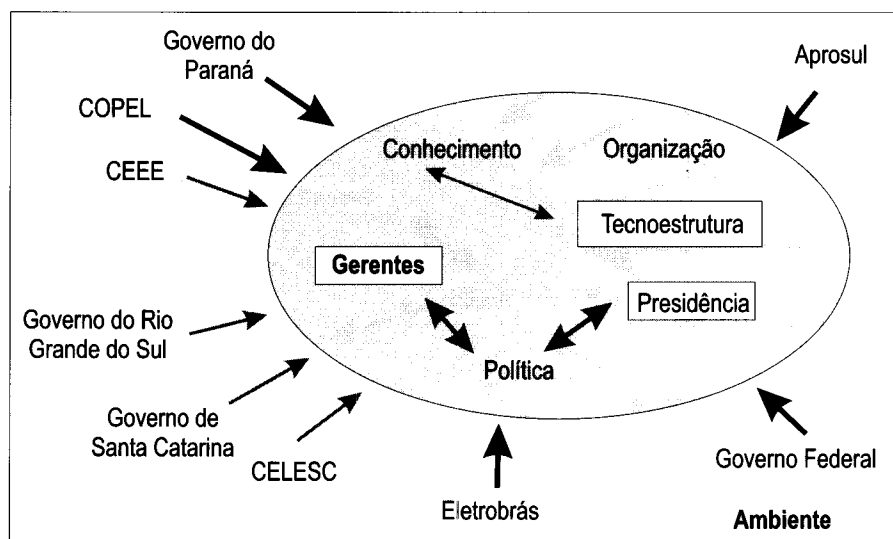 Governo do
Paraná
Aprosul
COPEL
Conhecimento
Organização
CEEE
Tecnoestrutura
Gerentes
Presidência
Governo do Rio
Grande do Sul
Política
Governo de
Santa Catarina
CELESC
Governo Federal
Eletrobrás
Ambiente